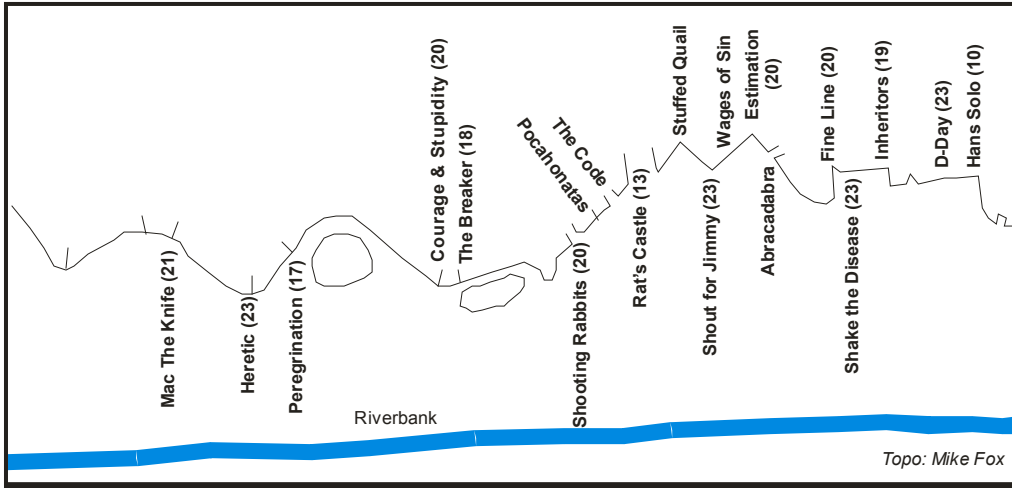 Mac The Knife (21)
Heretic (23)
Peregrination (17)
Courage & Stupidity (20)
The Breaker (18)
Pocahonatas
The Code
Shooting Rabbits (20)
Rat's Castle (13)
Stuffed Quail
Shout for Jimmy (23)
Wages of Sin
Estimation
(20)
Abracadabra
Fine Line (20)
Shake the Disease (23)
Inheritors (19)
D-Day (23)
Hans Solo (10)
Riverbank
Topo: Mike Fox